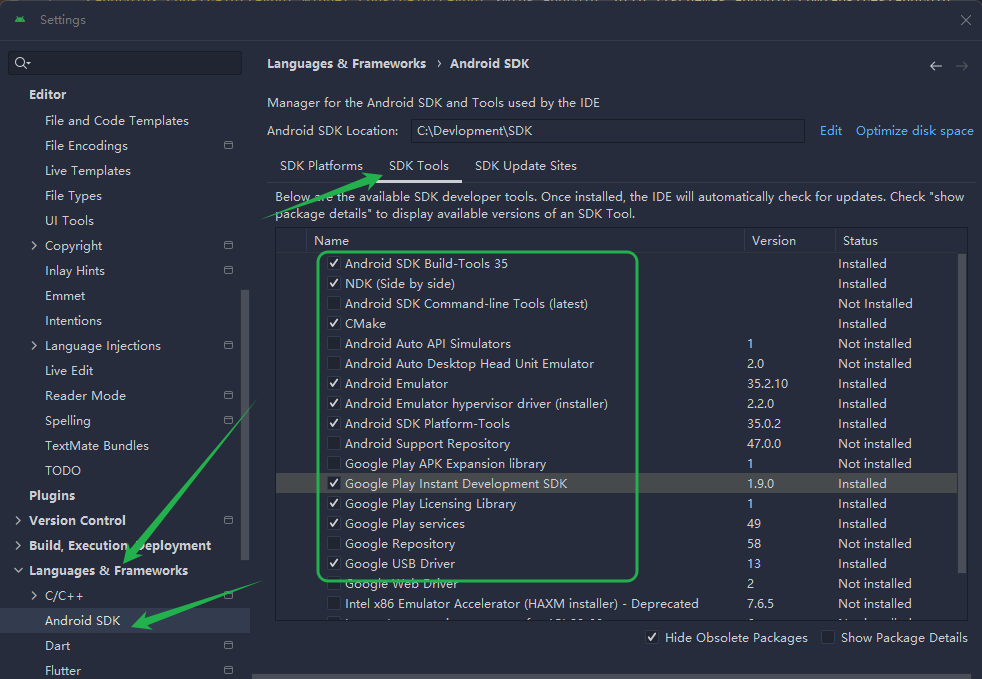 Settings
Languages & Frameworks › Android SDK
Editor
File and Code Templates
File Encodings
Live Templates
File Types
UI Tools
Copyright
Inlay Hints
Emmet
Intentions
Language Injections
Live Edit
Reader Mode
Spelling
TextMate Bundles
TODO
Plugins
Version Control
Build, Execution, Deployment
Languages & Frameworks
C/C++
Android SDK
Dart
Flutter
Manager for the Android SDK and Tools used by the IDE
Android SDK Location: C:\Devlopment\SDK Edit Optimize disk space
SDK Platforms SDK Tools SDK Update Sites
Below are the available SDK developer tools. Once installed, the IDE will automatically check for updates. Check "show
package details" to display available versions of an SDK Tool.
Name Version Status
Android SDK Build-Tools 35 Installed
NDK (Side by side) Installed
Android SDK Command-line Tools (latest) Not Installed
CMake Installed
Android Auto API Simulators 1 Not installed
Android Auto Desktop Head Unit Emulator 2.0 Not installed
Android Emulator 35.2.10 Installed
Android Emulator hypervisor driver (installer) 2.2.0 Installed
Android SDK Platform-Tools 35.0.2 Installed
Android Support Repository 47.0.0 Not installed
Google Play APK Expansion library 1 Not installed
Google Play Instant Development SDK 1.9.0 Installed
Google Play Licensing Library 1 Installed
Google Play services 49 Installed
Google Repository 58 Not installed
Google USB Driver 13 Installed
Google Web Driver 2 Not installed
Intel x86 Emulator Accelerator (HAXM installer) - Deprecated 7.6.5 Not installed
Hide Obsolete Packages Show Package Details